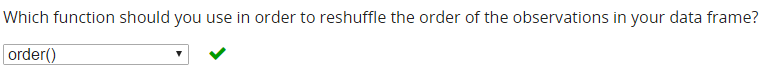 Which function should you use in order to reshuffle the order of the observations in your data frame?
order()